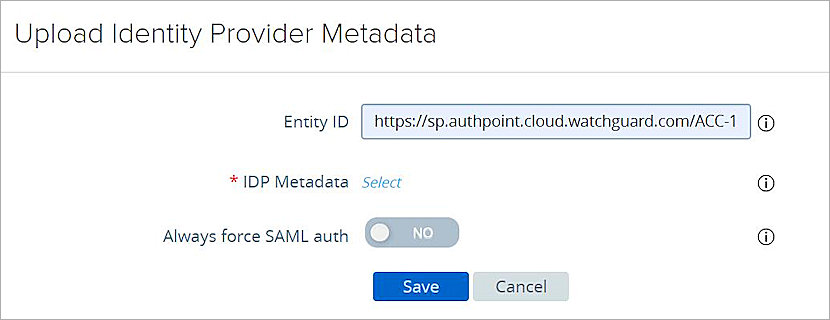 Upload Identity Provider Metadata
Entity ID https://sp.authpoint.cloud.watchguard.com/ACC-1
* IDP Metadata Select
Always force SAML auth NO
Save Cancel